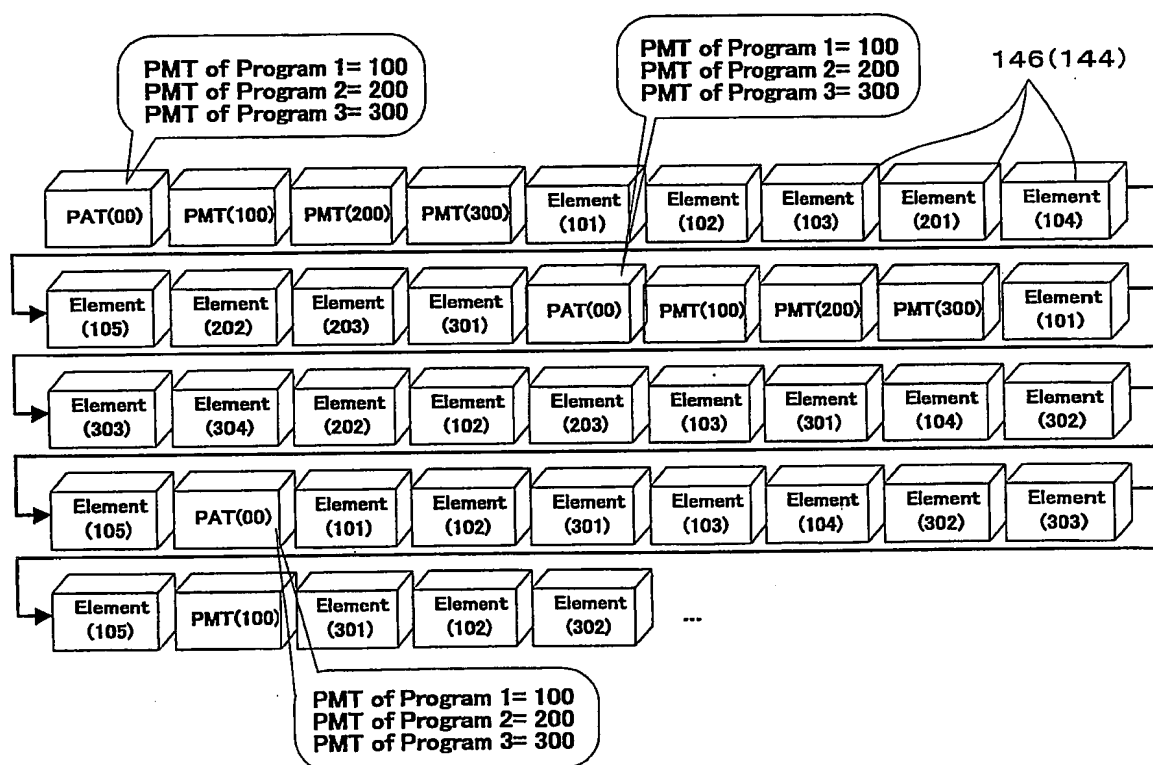 PMT of Program 1= 100
PMT of Program 2= 200
PMT of Program 3= 300
PMT of Program 1= 100
PMT of Program 2= 200
PMT of Program 3= 300
146(144)
PAT(00)
PMT(100)
PMT(200)
PMT(300)
Element
(101)
Element
(102)
Element
(103)
Element
(201)
Element
(104)
Element
(105)
Element
(202)
Element
(203)
Element
(301)
PAT(00)
PMT(100)
PMT(200)
PMT(300)
Element
(101)
Element
(303)
Element
(304)
Element
(202)
Element
(102)
Element
(203)
Element
(103)
Element
(301)
Element
(104)
Element
(302)
Element
(105)
PAT(00)
Element
(101)
Element
(102)
Element
(301)
Element
(103)
Element
(104)
Element
(302)
Element
(303)
Element
(105)
PMT(100)
Element
(301)
Element
(102)
Element
(302)
...
PMT of Program 1= 100
PMT of Program 2= 200
PMT of Program 3= 300